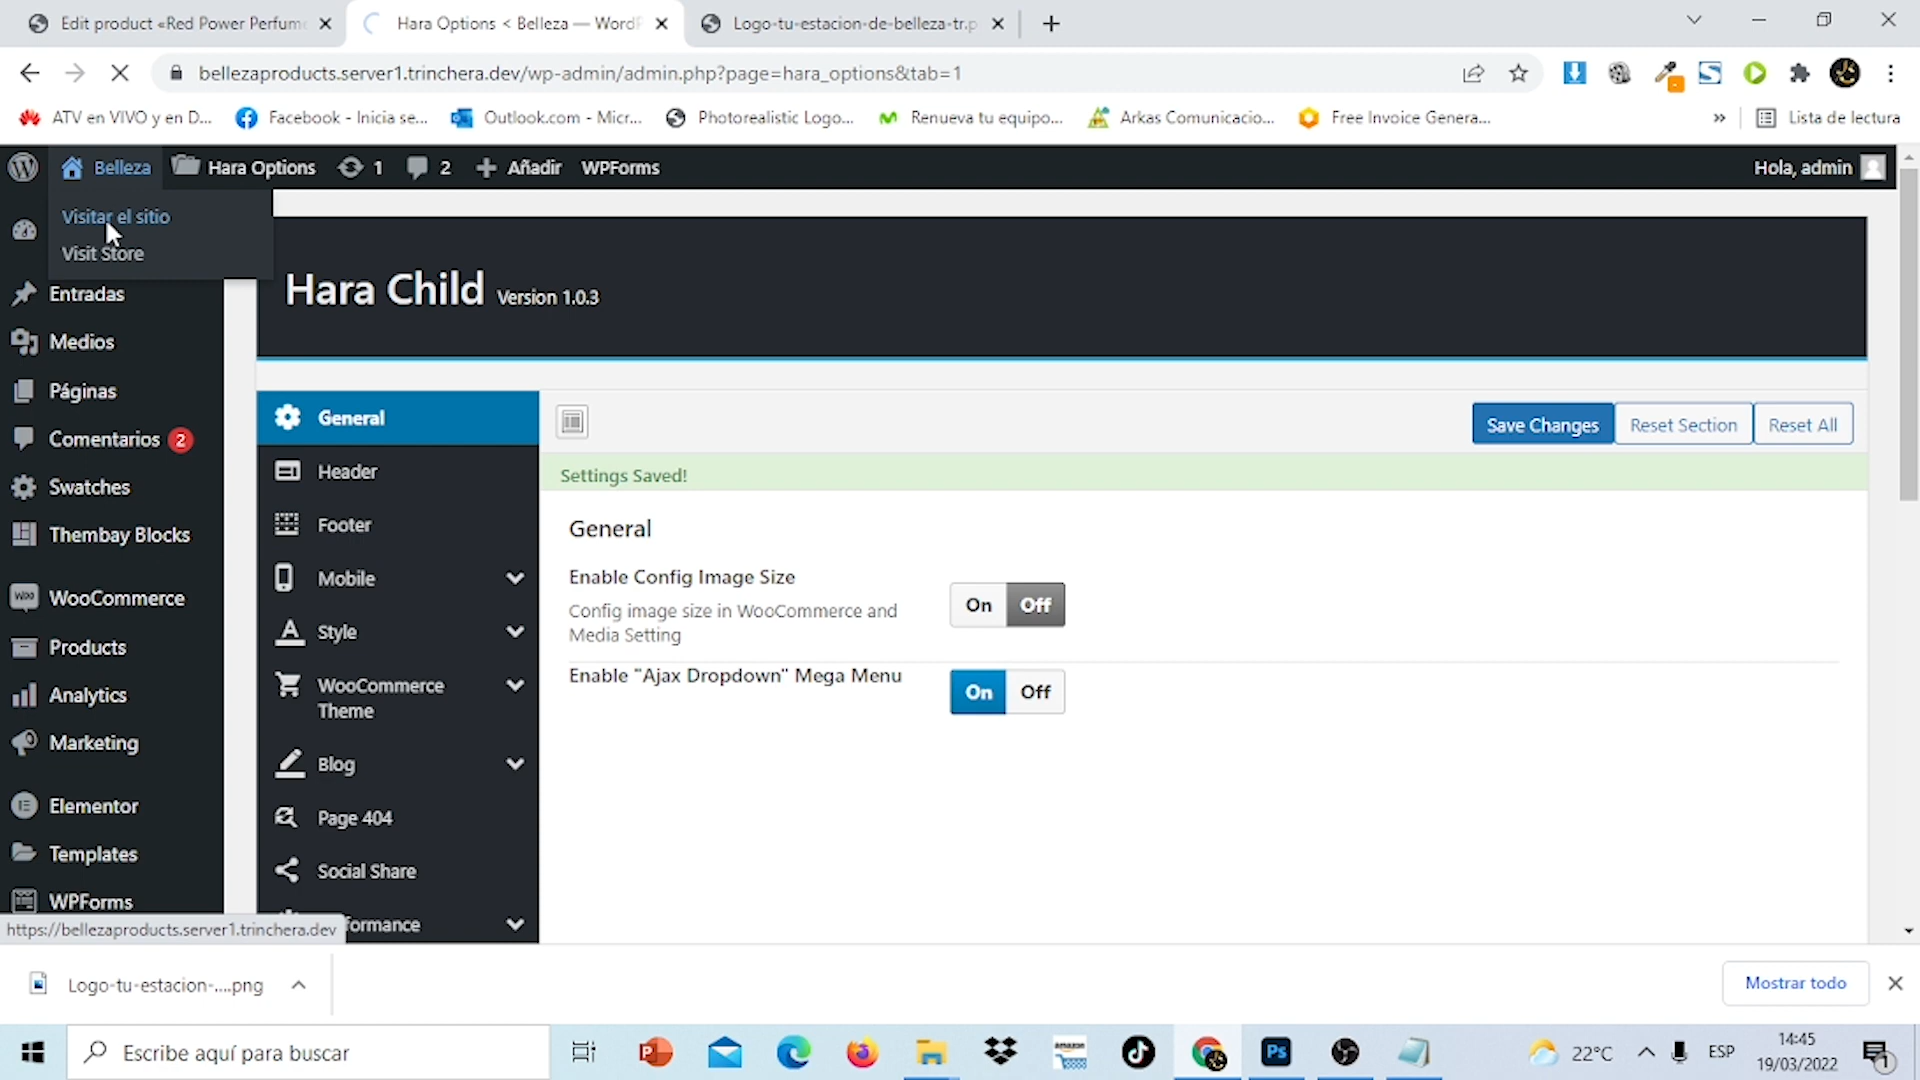 Edit product «Red Power Perfum
Hara Options < Belleza — WordP
Logo-tu-estacion-de-belleza-tr.p
bellezaproducts.server1.trinchera.dev/wp-admin/admin.php?page=hara_options&tab=1
ATV en VIVO y en D...
Facebook - Inicia se...
Outlook.com - Micr...
Photorealistic Logo...
Renueva tu equipo...
Arkas Comunicacio...
Free Invoice Genera...
»
Lista de lectura
Belleza
Hara Options
1
2
Añadir
WPForms
Hola, admin
Visitar el sitio
Visit Store
Entradas
Medios
Páginas
Comentarios 2
Swatches
Thembay Blocks
WooCommerce
Products
Analytics
Marketing
Elementor
Templates
WPForms
https://bellezaproducts.server1.trinchera.dev
Hara Child Version 1.0.3
General
Header
Footer
Mobile
Style
WooCommerce
Theme
Blog
Page 404
Social Share
formance
Save Changes
Reset Section
Reset All
Settings Saved!
General
Enable Config Image Size
Config image size in WooCommerce and
Media Setting
On Off
Enable "Ajax Dropdown" Mega Menu
On Off
Logo-tu-estacion-....png
Mostrar todo
Escribe aquí para buscar
22°C
ESP
14:45
19/03/2022
1